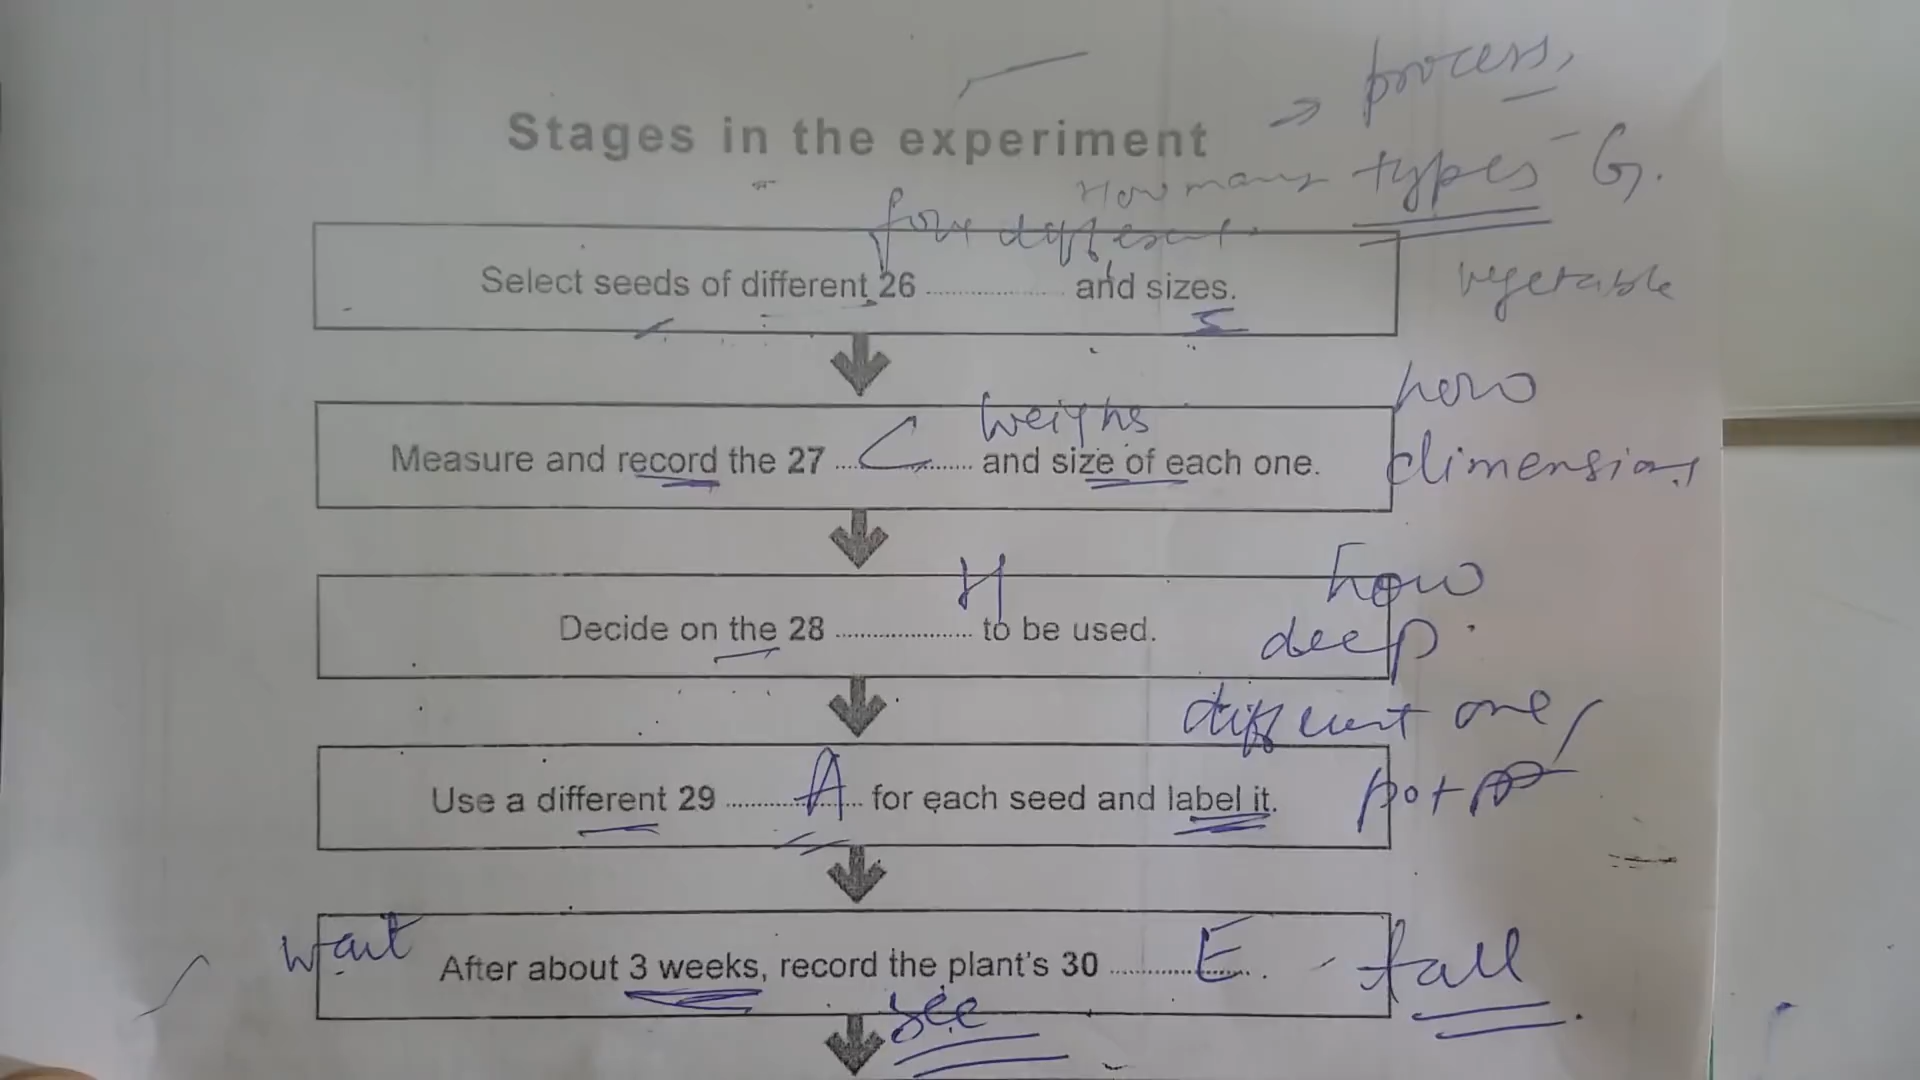 process,
Stages in the experiment
How many types - G.
four different
Select seeds of different 26 .................... and sizes.
vegetable
how
weighs
Measure and record the 27 .... C ...... and size of each one.
dimensions
H
how
Decide on the 28 .................... to be used.
deep.
different one
Use a different 29 .......... A .. for each seed and label it.
pot
want
After about 3 weeks, record the plant's 30 ............ E . - tall
see